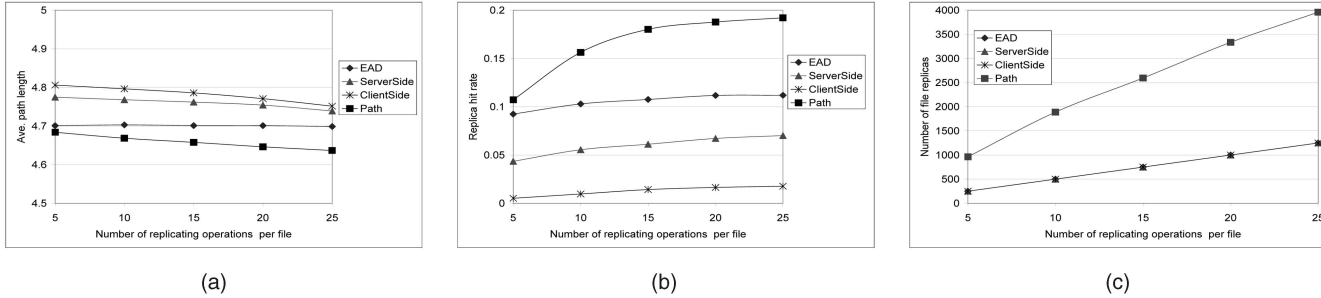 5
4.9
4.8
4.7
4.6
4.5
Ave. path length
5 10 15 20 25
Number of replicating operations per file
EAD
ServerSide
ClientSide
Path
(a)
0.2
0.15
0.1
0.05
0
Replica hit rate
5 10 15 20 25
Number of replicating operations per file
EAD
ServerSide
ClientSide
Path
(b)
4000
3500
3000
2500
2000
1500
1000
500
0
Number of file replicas
5 10 15 20 25
Number of replicating operations per file
EAD
ServerSide
ClientSide
Path
(c)